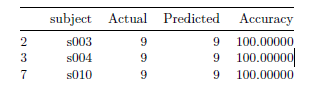 subject Actual Predicted Accuracy
2 s003 9 9 100.00000
3 s004 9 9 100.00000
7 s010 9 9 100.00000